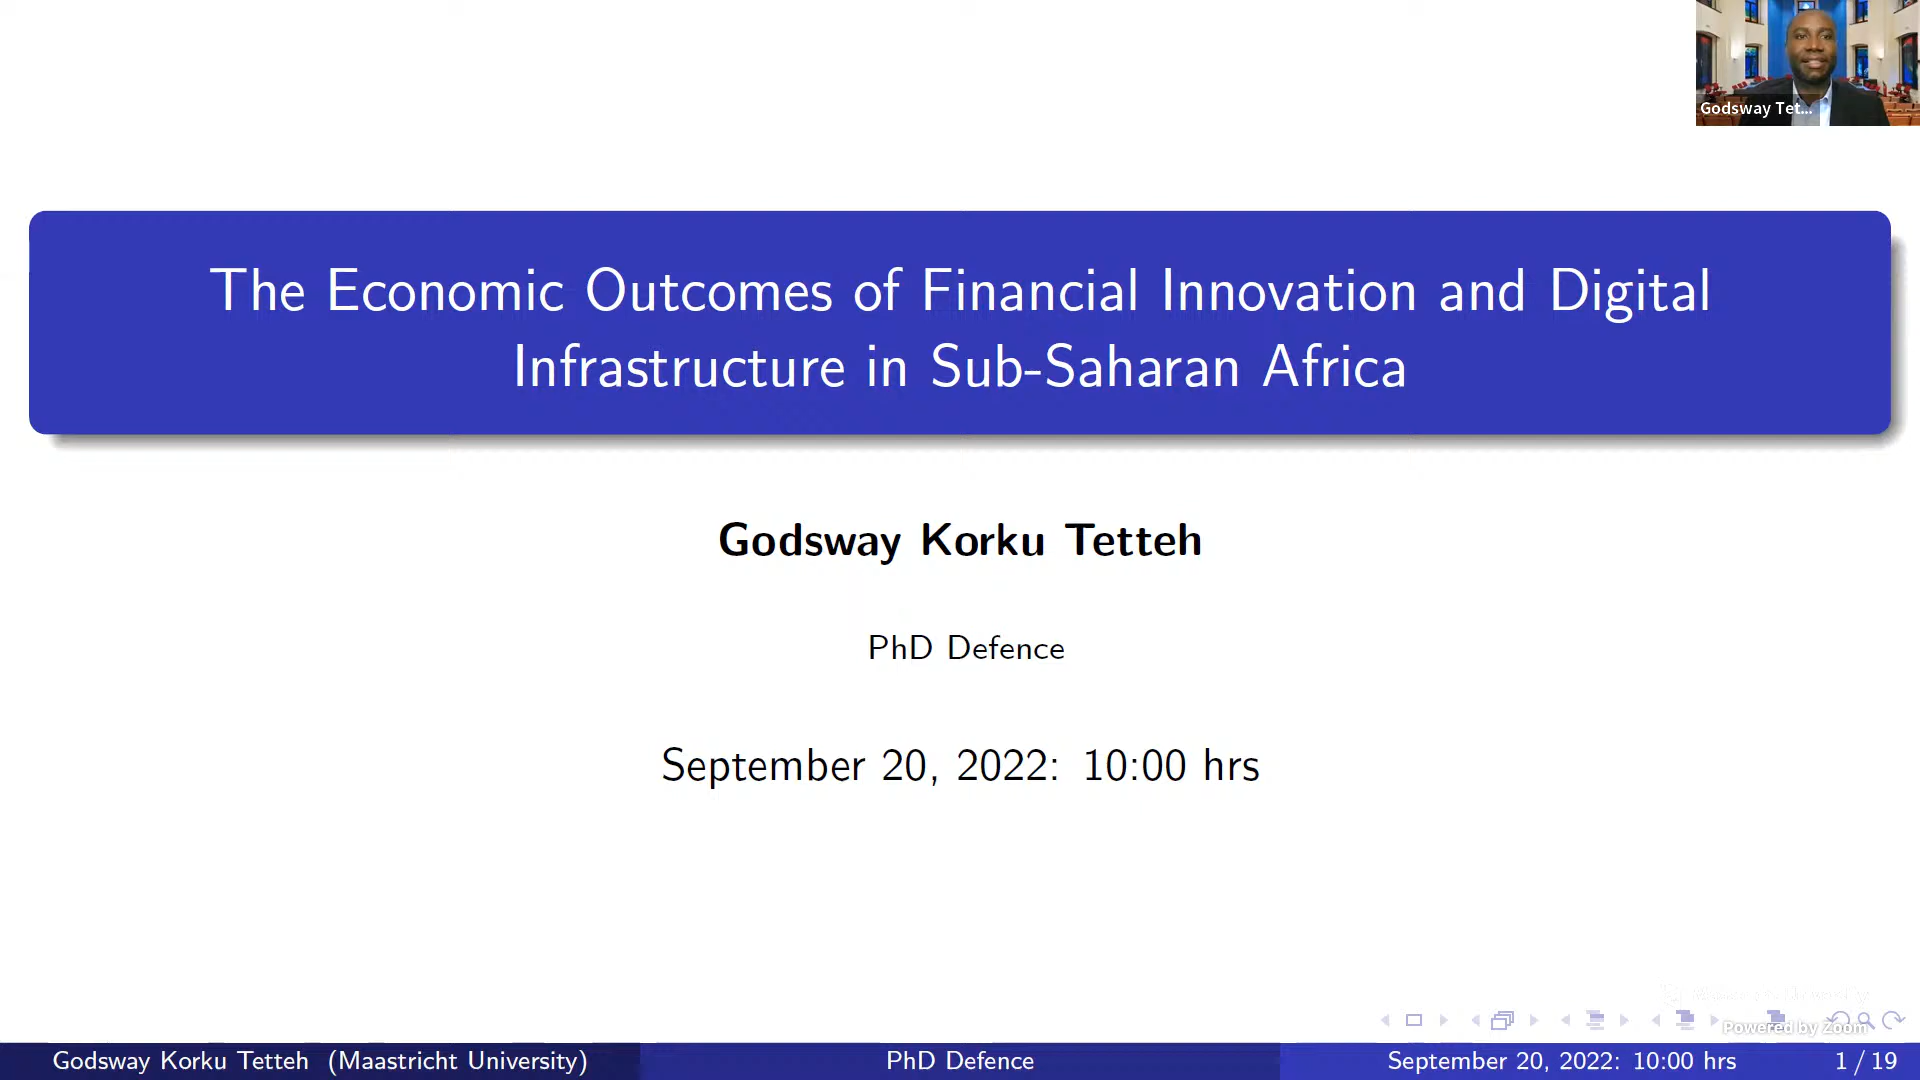 Godsway Tet...
The Economic Outcomes of Financial Innovation and Digital
Infrastructure in Sub-Saharan Africa
Godsway Korku Tetteh
PhD Defence
September 20, 2022: 10:00 hrs
Powered by Zoom
Godsway Korku Tetteh (Maastricht University)
PhD Defence
September 20, 2022: 10:00 hrs
1 / 19